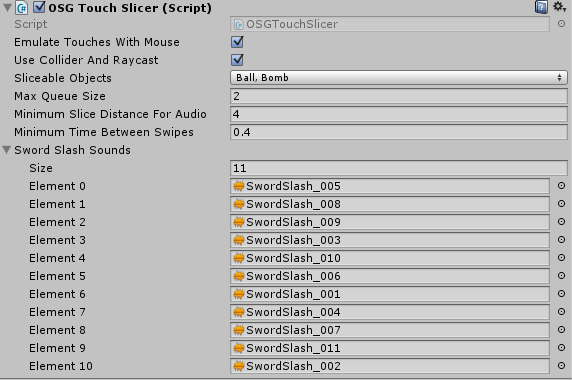 OSG Touch Slicer (Script)
Script OSGTouchSlicer
Emulate Touches With Mouse
Use Collider And Raycast
Sliceable Objects Ball, Bomb
Max Queue Size 2
Minimum Slice Distance For Audio 4
Minimum Time Between Swipes 0.4
Sword Slash Sounds
Size 11
Element 0 SwordSlash_005
Element 1 SwordSlash_008
Element 2 SwordSlash_009
Element 3 SwordSlash_003
Element 4 SwordSlash_010
Element 5 SwordSlash_006
Element 6 SwordSlash_001
Element 7 SwordSlash_004
Element 8 SwordSlash_007
Element 9 SwordSlash_011
Element 10 SwordSlash_002